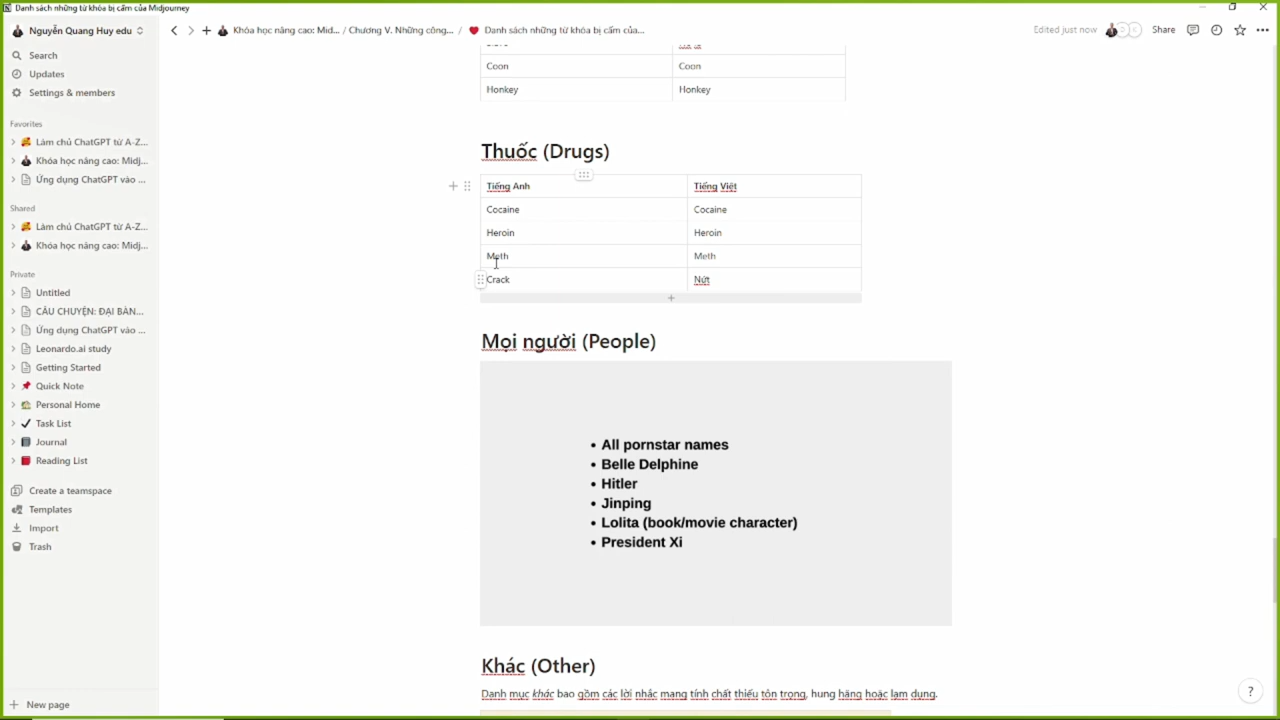 Danh sách những từ khóa bị cấm của Midjourney
Nguyễn Quang Huy edu
Khóa học nâng cao: Mid... / Chương V. Những công... / Danh sách những từ khóa bị cấm của...
Edited just now
Share
Search
Updates
Settings & members
Favorites
Làm chủ ChatGPT từ A-Z...
Khóa học nâng cao: Midj...
Ứng dụng ChatGPT vào ...
Shared
Làm chủ ChatGPT từ A-Z...
Khóa học nâng cao: Midj...
Private
Untitled
CÂU CHUYỆN: ĐẠI BÀN...
Ứng dụng ChatGPT vào ...
Leonardo.ai study
Getting Started
Quick Note
Personal Home
Task List
Journal
Reading List
Create a teamspace
Templates
Import
Trash
New page
Coon Coon
Honkey Honkey
Thuốc (Drugs)
Tiếng Anh Tiếng Việt
Cocaine Cocaine
Heroin Heroin
Meth Meth
Crack Nứt
Mọi người (People)
• All pornstar names
• Belle Delphine
• Hitler
• Jinping
• Lolita (book/movie character)
• President Xi
Khác (Other)
Danh mục khác bao gồm các lời nhắc mang tính chất thiếu tôn trọng, hung hăng hoặc lạm dụng.
?